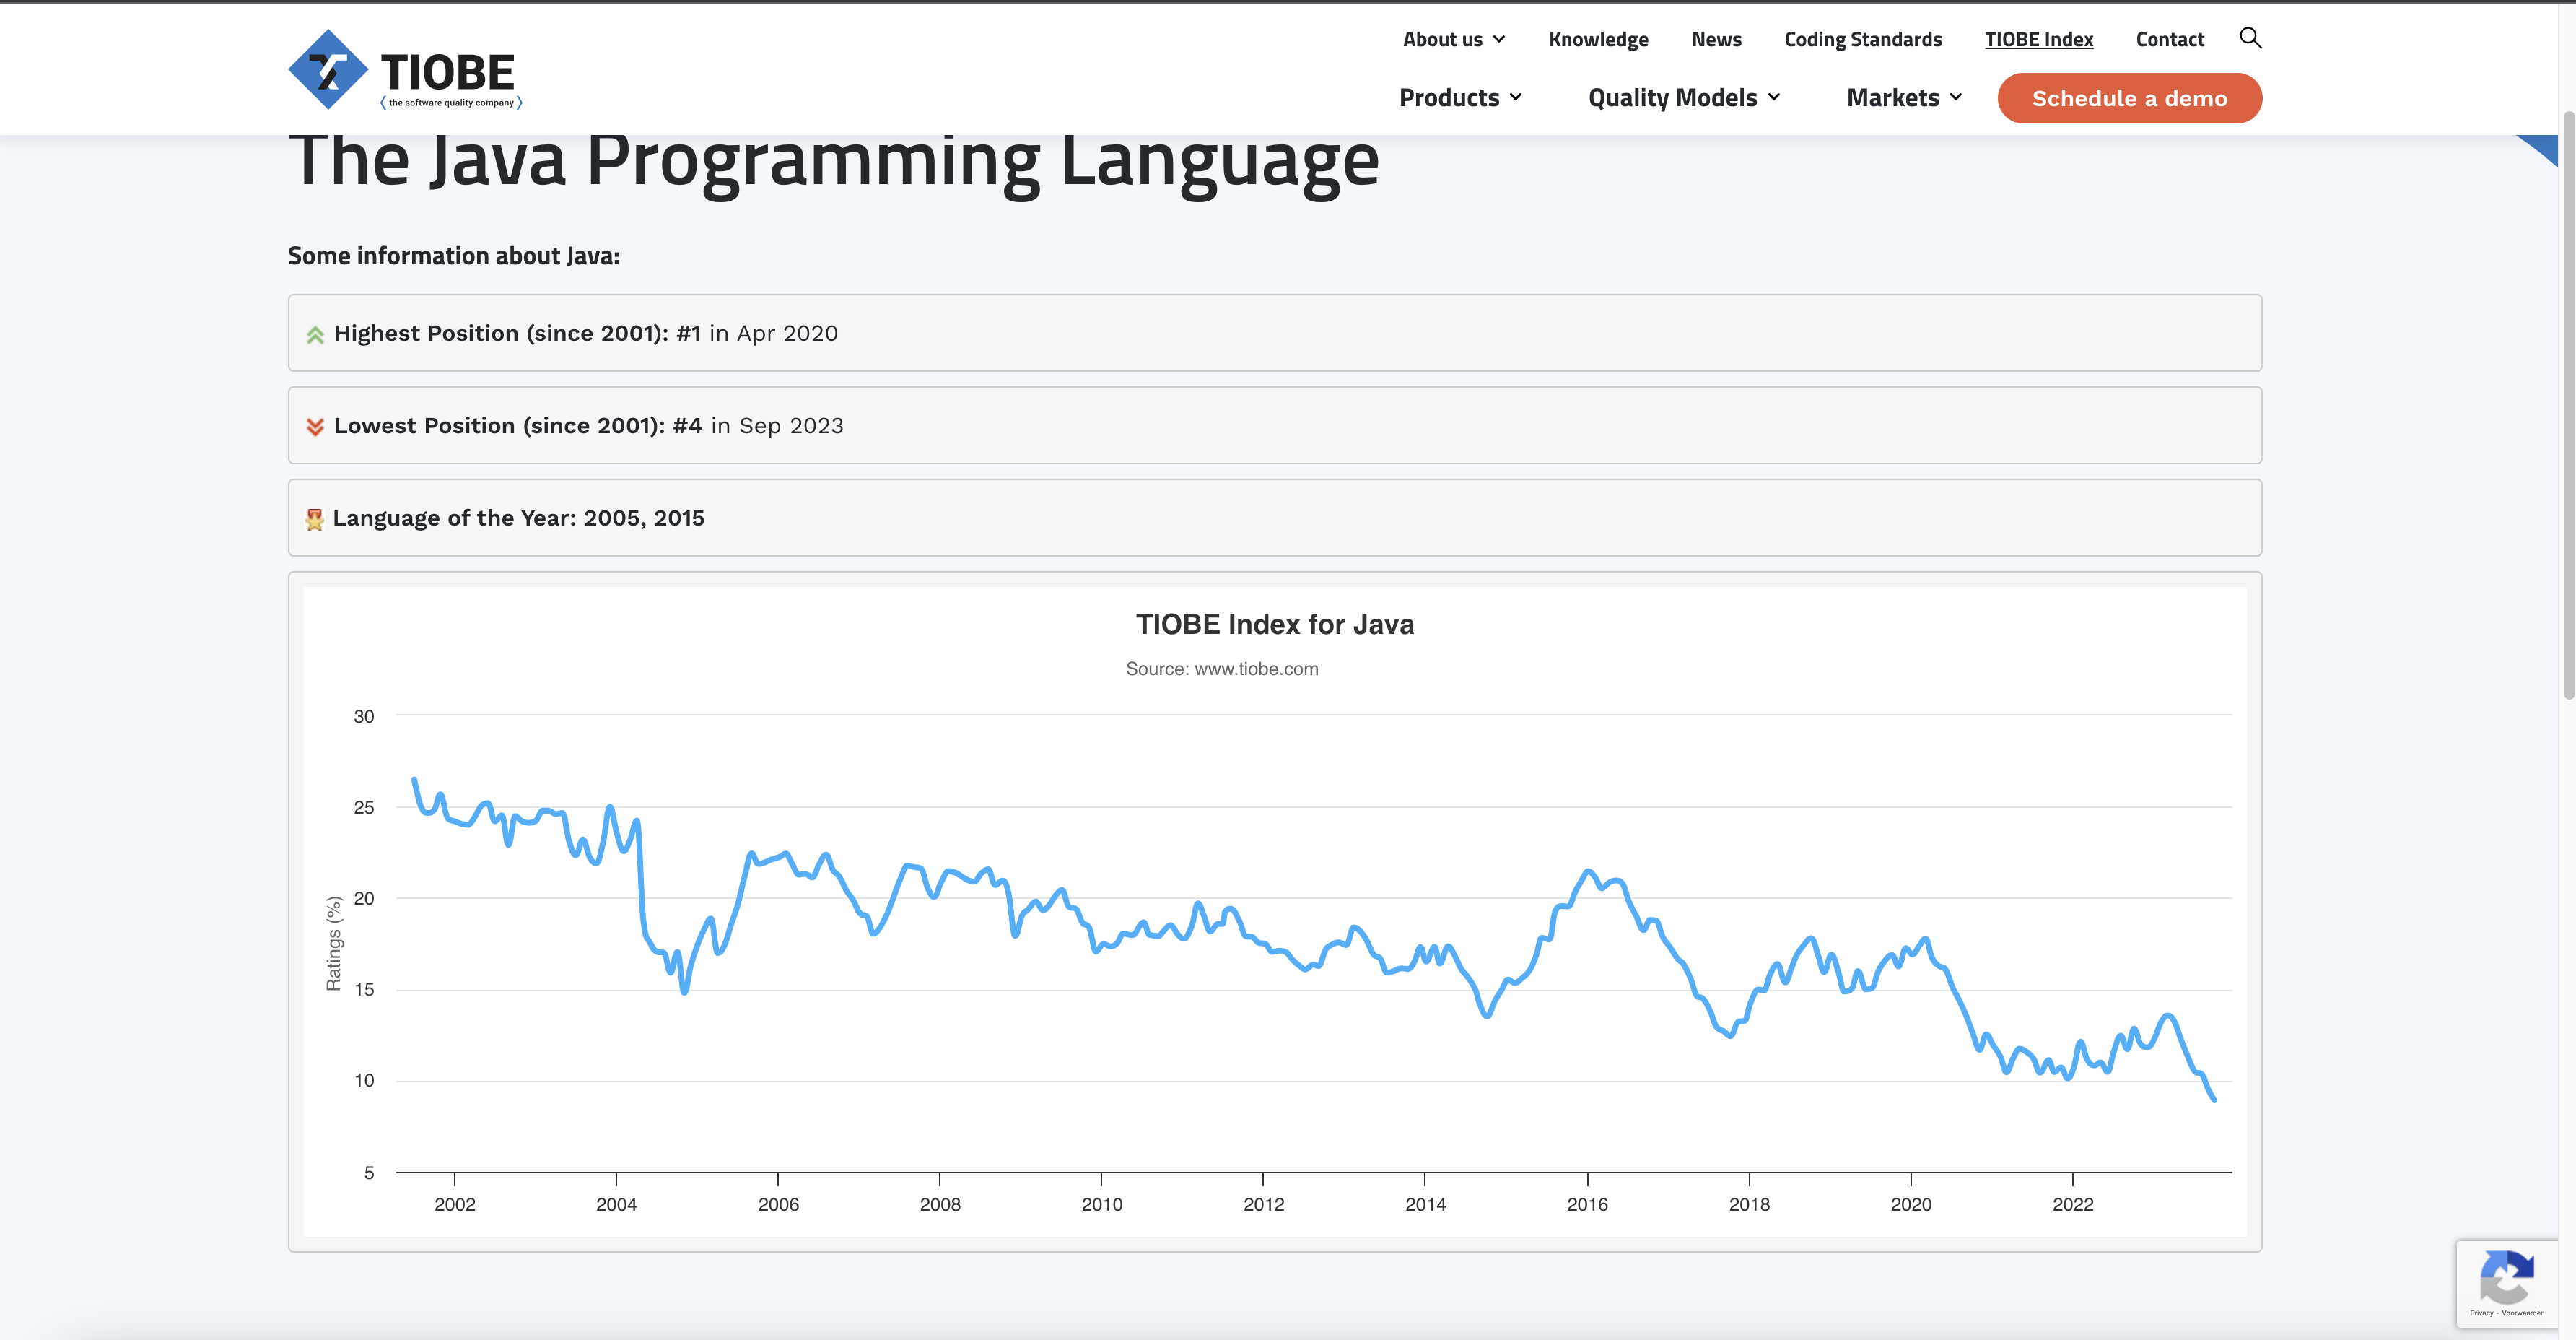 About us
Knowledge
News
Coding Standards
TIOBE Index
Contact
TIOBE
the software quality company
Products
Quality Models
Markets
Schedule a demo
The Java Programming Language
Some information about Java:
Highest Position (since 2001): #1 in Apr 2020
Lowest Position (since 2001): #4 in Sep 2023
Language of the Year: 2005, 2015
TIOBE Index for Java
Source: www.tiobe.com
Ratings (%)
30
25
20
15
10
5
2002
2004
2006
2008
2010
2012
2014
2016
2018
2020
2022
Privacy - Voorwaarden